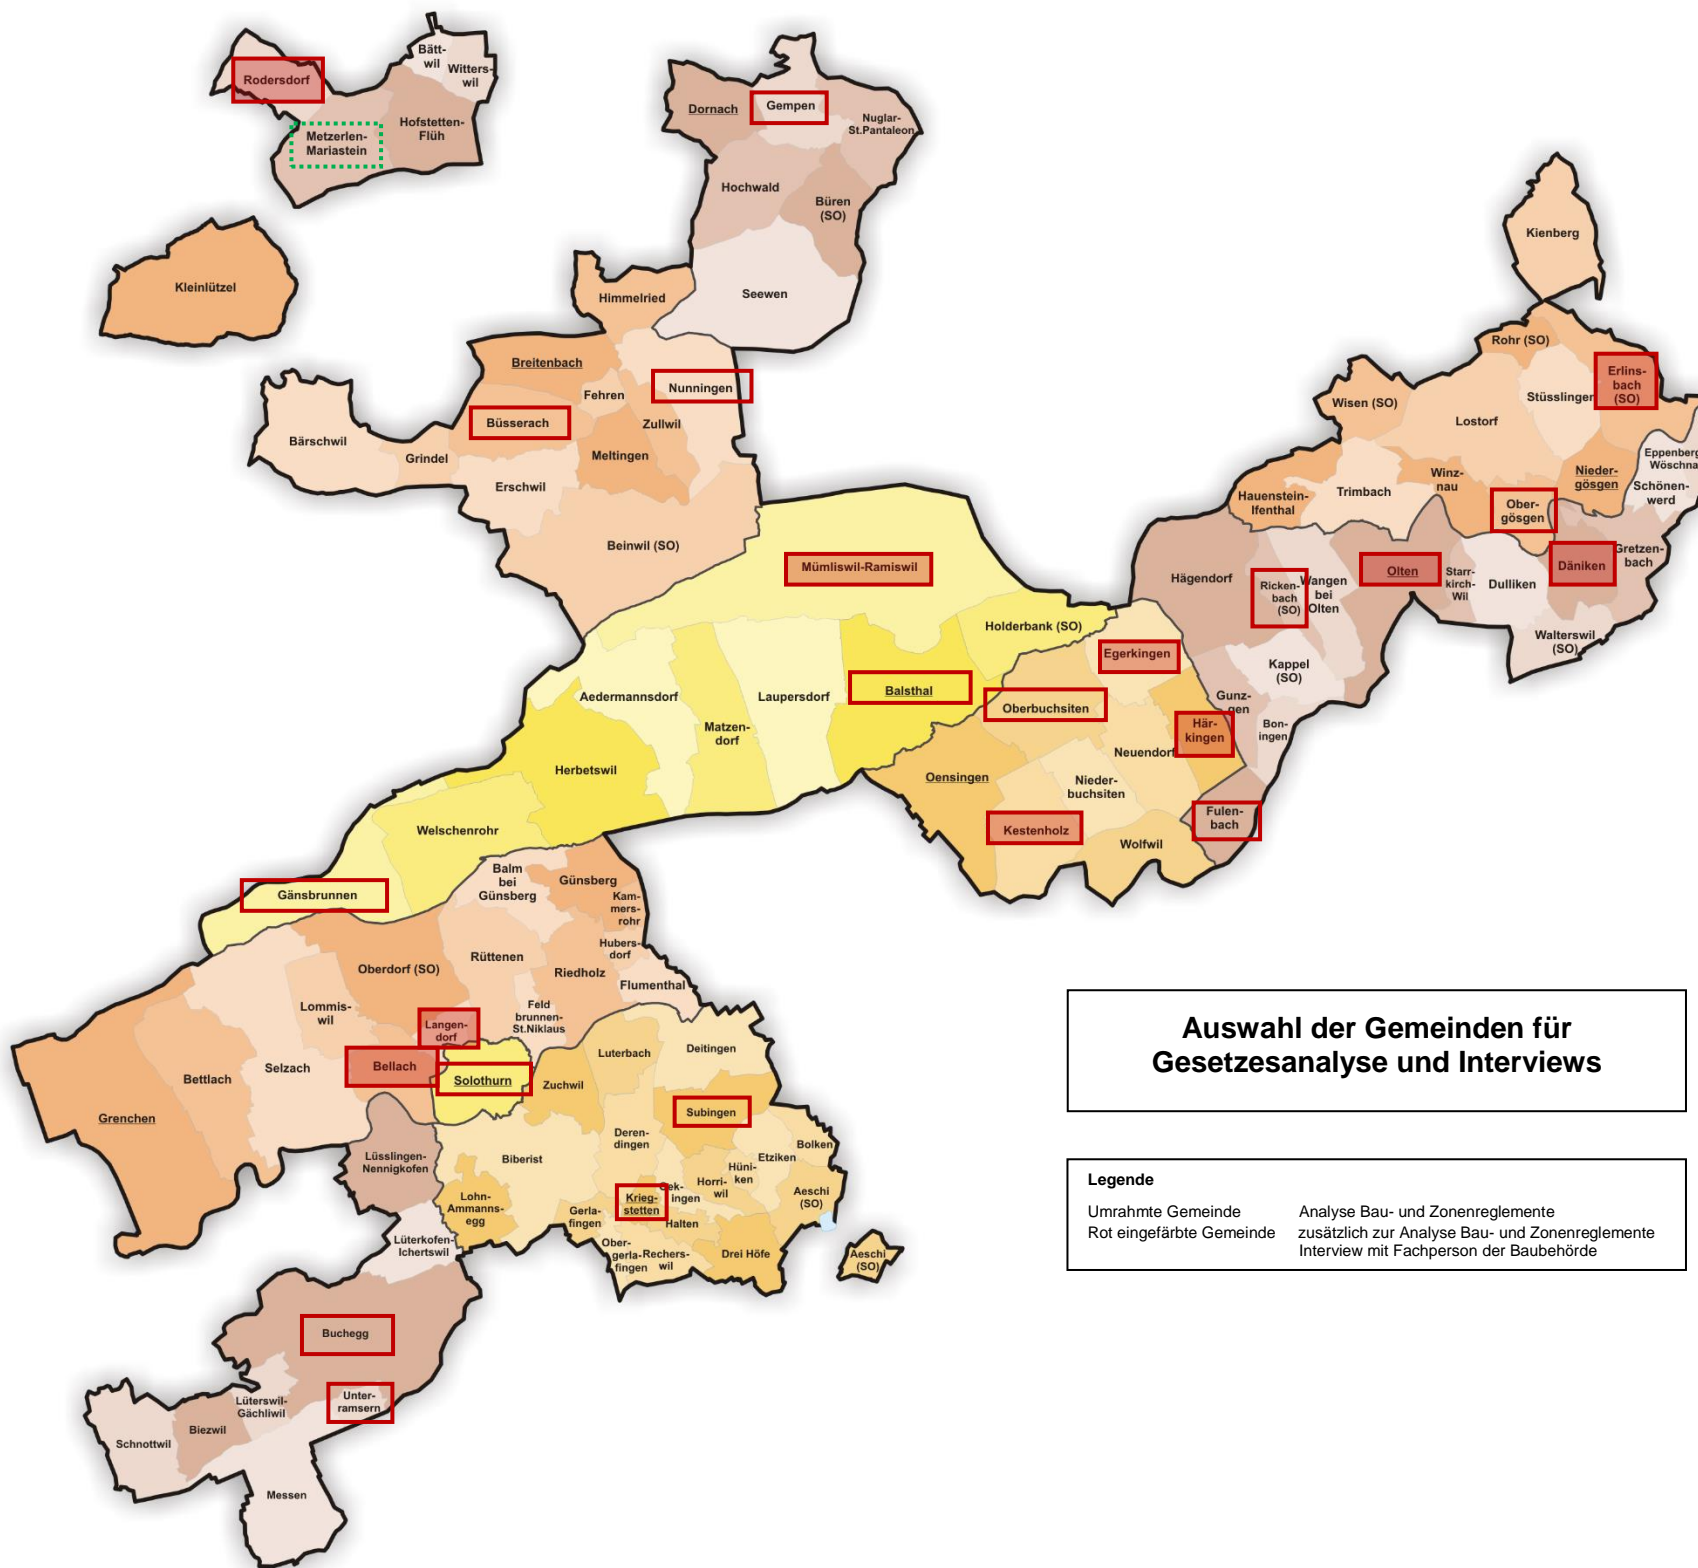 Bätt-
wil
Witters-
wil
Rodersdorf
Metzerlen-
Mariastein
Hofstetten-
Flüh
Kleinlützel
Dornach
Gempen
Nuglar-
St.Pantaleon
Hochwald
Büren
(SO)
Seewen
Himmelried
Breitenbach
Fehren
Nunningen
Büsserach
Zullwil
Bärschwil
Grindel
Meltingen
Erschwil
Beinwil (SO)
Kienberg
Rohr (SO)
Erlins-
bach
(SO)
Wisen (SO)
Stüsslingen
Lostorf
Eppenberg
Wöschnau
Hauenstein-
Ifenthal
Trimbach
Winz-
nau
Nieder-
gösgen
Schönen-
werd
Ober-
gösgen
Hägendorf
Ricken-
bach
(SO)
Wangen
bei
Olten
Olten
Starr-
kirch-
Wil
Dulliken
Däniken
Gretzen-
bach
Walterswil
(SO)
Kappel
(SO)
Gunz-
gen
Bon-
ingen
Fulen-
bach
Mümliswil-Ramiswil
Holderbank (SO)
Balsthal
Laupersdorf
Matzen-
dorf
Aedermannsdorf
Herbetswil
Welschenrohr
Gänsbrunnen
Egerkingen
Oberbuchsiten
Här-
kingen
Neuendorf
Oensingen
Nieder-
buchsiten
Kestenholz
Wolfwil
Balm
bei
Günsberg
Günsberg
Kam-
mers-
rohr
Hubers-
dorf
Rüttenen
Riedholz
Flumenthal
Oberdorf (SO)
Lommis-
wil
Feld
brunnen-
St.Niklaus
Langen-
dorf
Bellach
Selzach
Bettlach
Grenchen
Solothurn
Zuchwil
Luterbach
Deitingen
Subingen
Deren-
dingen
Biberist
Bolken
Etziken
Hüni-
ken
Horri-
wil
Aeschi
(SO)
Krieg-
stetten
Oekingen
Halten
Gerla-
fingen
Ober-
gerla-
fingen
Rechers-
wil
Drei Höfe
Aeschi
(SO)
Lohn-
Ammanns-
egg
Lüsslingen-
Nennigkofen
Lüterkofen-
Ichertswil
Buchegg
Unter-
ramsern
Lüterswil-
Gächliwil
Biezwil
Schnottwil
Messen
Auswahl der Gemeinden für
Gesetzesanalyse und Interviews
Legende
Umrahmte Gemeinde Analyse Bau- und Zonenreglemente
Rot eingefärbte Gemeinde zusätzlich zur Analyse Bau- und Zonenreglemente
Interview mit Fachperson der Baubehörde